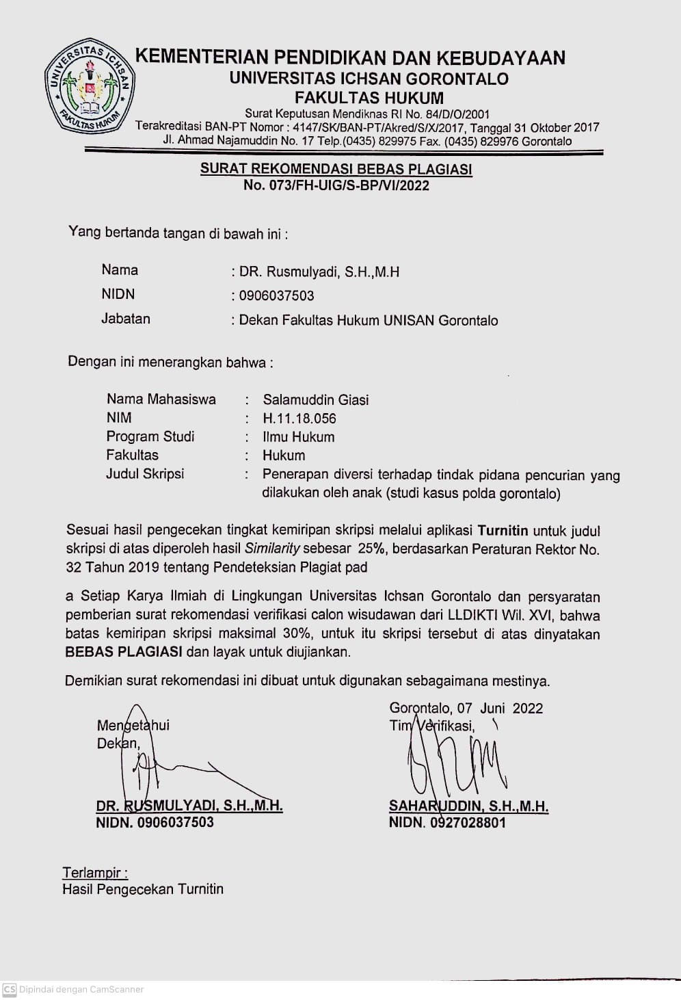 UNIVERSITAS ICHSAN
FAKULTAS HUKUM
KEMENTERIAN PENDIDIKAN DAN KEBUDAYAAN
UNIVERSITAS ICHSAN GORONTALO
FAKULTAS HUKUM
Surat Keputusan Mendiknas RI No. 84/D/O/2001
Terakreditasi BAN-PT Nomor : 4147/SK/BAN-PT/Akred/S/X/2017, Tanggal 31 Oktober 2017
Jl. Ahmad Najamuddin No. 17 Telp.(0435) 829975 Fax. (0435) 829976 Gorontalo
SURAT REKOMENDASI BEBAS PLAGIASI
No. 073/FH-UIG/S-BP/VI/2022
Yang bertanda tangan di bawah ini :
Nama : DR. Rusmulyadi, S.H.,M.H
NIDN : 0906037503
Jabatan : Dekan Fakultas Hukum UNISAN Gorontalo
Dengan ini menerangkan bahwa :
Nama Mahasiswa : Salamuddin Giasi
NIM : H.11.18.056
Program Studi : Ilmu Hukum
Fakultas : Hukum
Judul Skripsi : Penerapan diversi terhadap tindak pidana pencurian yang
dilakukan oleh anak (studi kasus polda gorontalo)
Sesuai hasil pengecekan tingkat kemiripan skripsi melalui aplikasi Turnitin untuk judul
skripsi di atas diperoleh hasil Similarity sebesar 25%, berdasarkan Peraturan Rektor No.
32 Tahun 2019 tentang Pendeteksian Plagiat pad
a Setiap Karya Ilmiah di Lingkungan Universitas Ichsan Gorontalo dan persyaratan
pemberian surat rekomendasi verifikasi calon wisudawan dari LLDIKTI Wil. XVI, bahwa
batas kemiripan skripsi maksimal 30%, untuk itu skripsi tersebut di atas dinyatakan
BEBAS PLAGIASI dan layak untuk diujiankan.
Demikian surat rekomendasi ini dibuat untuk digunakan sebagaimana mestinya.
Gorontalo, 07 Juni 2022
Mengetahui
Dekan,
Tim Verifikasi,
DR. RUSMULYADI, S.H.,M.H.
NIDN. 0906037503
SAHARUDDIN, S.H.,M.H.
NIDN. 0927028801
Terlampir :
Hasil Pengecekan Turnitin
CS Dipindai dengan CamScanner